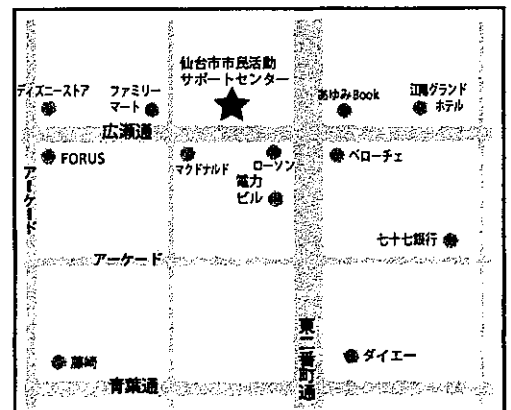 仙台市市民活動
サポートセンター
ディズニーストア
ファミリー
マート
あゆみBook
江陽グランド
ホテル
広瀬通
FORUS
マクドナルド
ローソン
電力
ビル
ベローチェ
アーケード
七十七銀行
アーケード
東二番町通
藤崎
ダイエー
青葉通